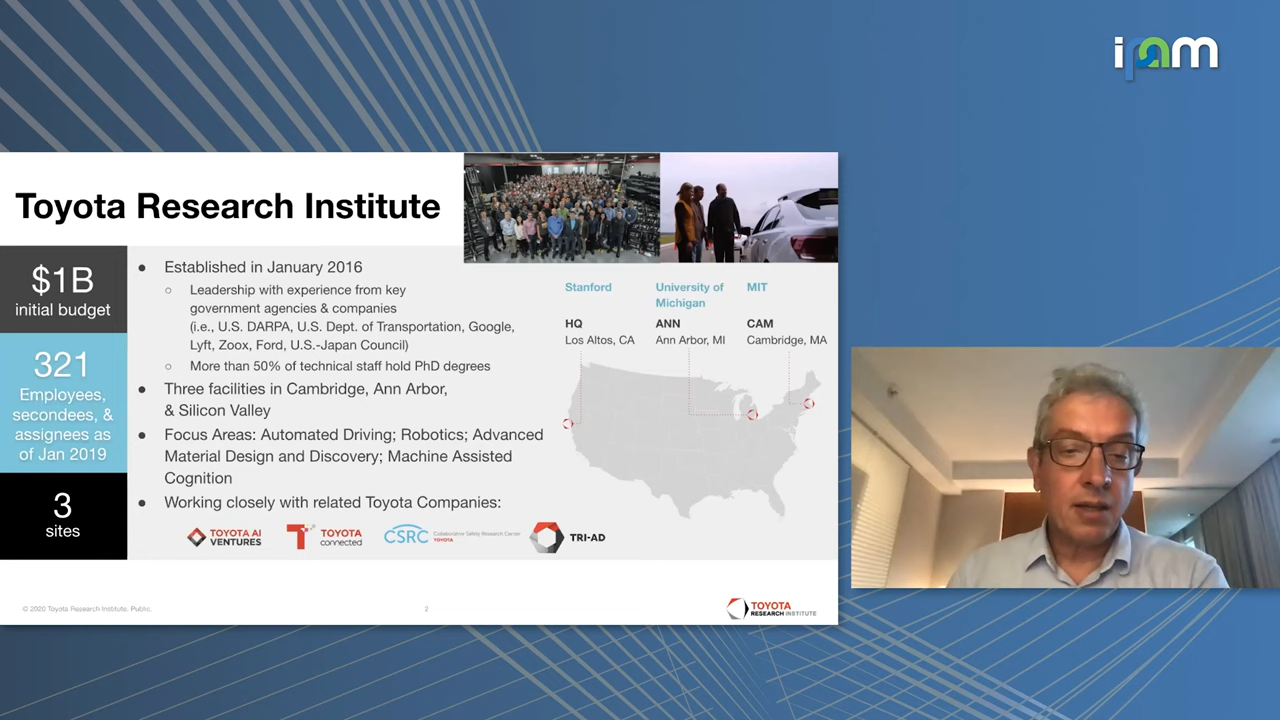 ipam
Toyota Research Institute
$1B
initial budget
321
Employees,
secondees, &
assignees as
of Jan 2019
3
sites
● Established in January 2016
○ Leadership with experience from key
government agencies & companies
(i.e., U.S. DARPA, U.S. Dept. of Transportation, Google,
Lyft, Zoox, Ford, U.S.-Japan Council)
○ More than 50% of technical staff hold PhD degrees
● Three facilities in Cambridge, Ann Arbor,
& Silicon Valley
● Focus Areas: Automated Driving; Robotics; Advanced
Material Design and Discovery; Machine Assisted
Cognition
● Working closely with related Toyota Companies:
TOYOTA AI
VENTURES
TOYOTA
connected
CSRC
Collaborative Safety Research Center
TOYOTA
TRI-AD
Stanford
HQ
Los Altos, CA
University of
Michigan
ANN
Ann Arbor, MI
MIT
CAM
Cambridge, MA
© 2020 Toyota Research Institute. Public.
2
TOYOTA
RESEARCH INSTITUTE